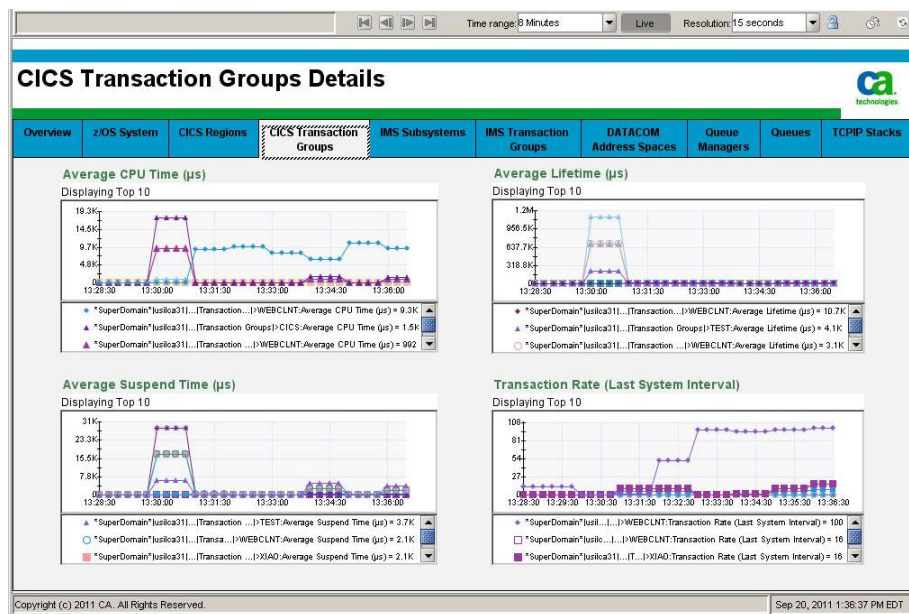 Time range: 8 Minutes Live Resolution: 15 seconds
CICS Transaction Groups Details
ca.
technologies
Overview z/OS System CICS Regions CICS Transaction Groups IMS Subsystems IMS Transaction Groups DATACOM Address Spaces Queue Managers Queues TCPIP Stacks
Average CPU Time (µs)
Displaying Top 10
19.3K
14.5K
9.7K
4.8K
0
13:28:30 13:30:00 13:31:30 13:33:00 13:34:30 13:36:00
*SuperDomain*|usilca31|...|Transaction...|>WEBCLNT:Average CPU Time (µs) = 9.3K
*SuperDomain*|usilca31|...|Transaction Groups|>CICS:Average CPU Time (µs) = 1.5K
*SuperDomain*|usilca31|...|Transaction ...|>WEBCLNT:Average CPU Time (µs) = 992
Average Lifetime (µs)
Displaying Top 10
1.2M
956.5K
637.7K
318.8K
0
13:28:30 13:30:00 13:31:30 13:33:00 13:34:30 13:36:00
*SuperDomain*|usilca31|...|Transaction...|>WEBCLNT:Average Lifetime (µs) = 10.7K
*SuperDomain*|usilca31|...|Transaction Groups|>TEST:Average Lifetime (µs) = 4.1K
*SuperDomain*|usilca31|...|Transaction ...|>WEBCLNT:Average Lifetime (µs) = 3.1K
Average Suspend Time (µs)
Displaying Top 10
31K
23.3K
15.5K
7.8K
0
13:28:30 13:30:00 13:31:30 13:33:00 13:34:30 13:36:00
*SuperDomain*|usilca31|...|Transaction ...|>TEST:Average Suspend Time (µs) = 3.7K
*SuperDomain*|usilca31|...|Transa...|>WEBCLNT:Average Suspend Time (µs) = 2.1K
*SuperDomain*|usilca31|...|Transaction ...|>XIAO:Average Suspend Time (µs) = 2.1K
Transaction Rate (Last System Interval)
Displaying Top 10
108
81
54
27
13:28:30 13:29:30 13:30:30 13:31:30 13:32:30 13:33:30 13:34:30 13:35:30 13:36:30
*SuperDomain*|usil...|...|>WEBCLNT:Transaction Rate (Last System Interval) = 100
*SuperDomain*|usilc...|...|>WEBCLNT:Transaction Rate (Last System Interval) = 16
*SuperDomain*|usilca31|...|T...|>XIAO:Transaction Rate (Last System Interval) = 16
Copyright (c) 2011 CA. All Rights Reserved.
Sep 20, 2011 1:36:37 PM EDT